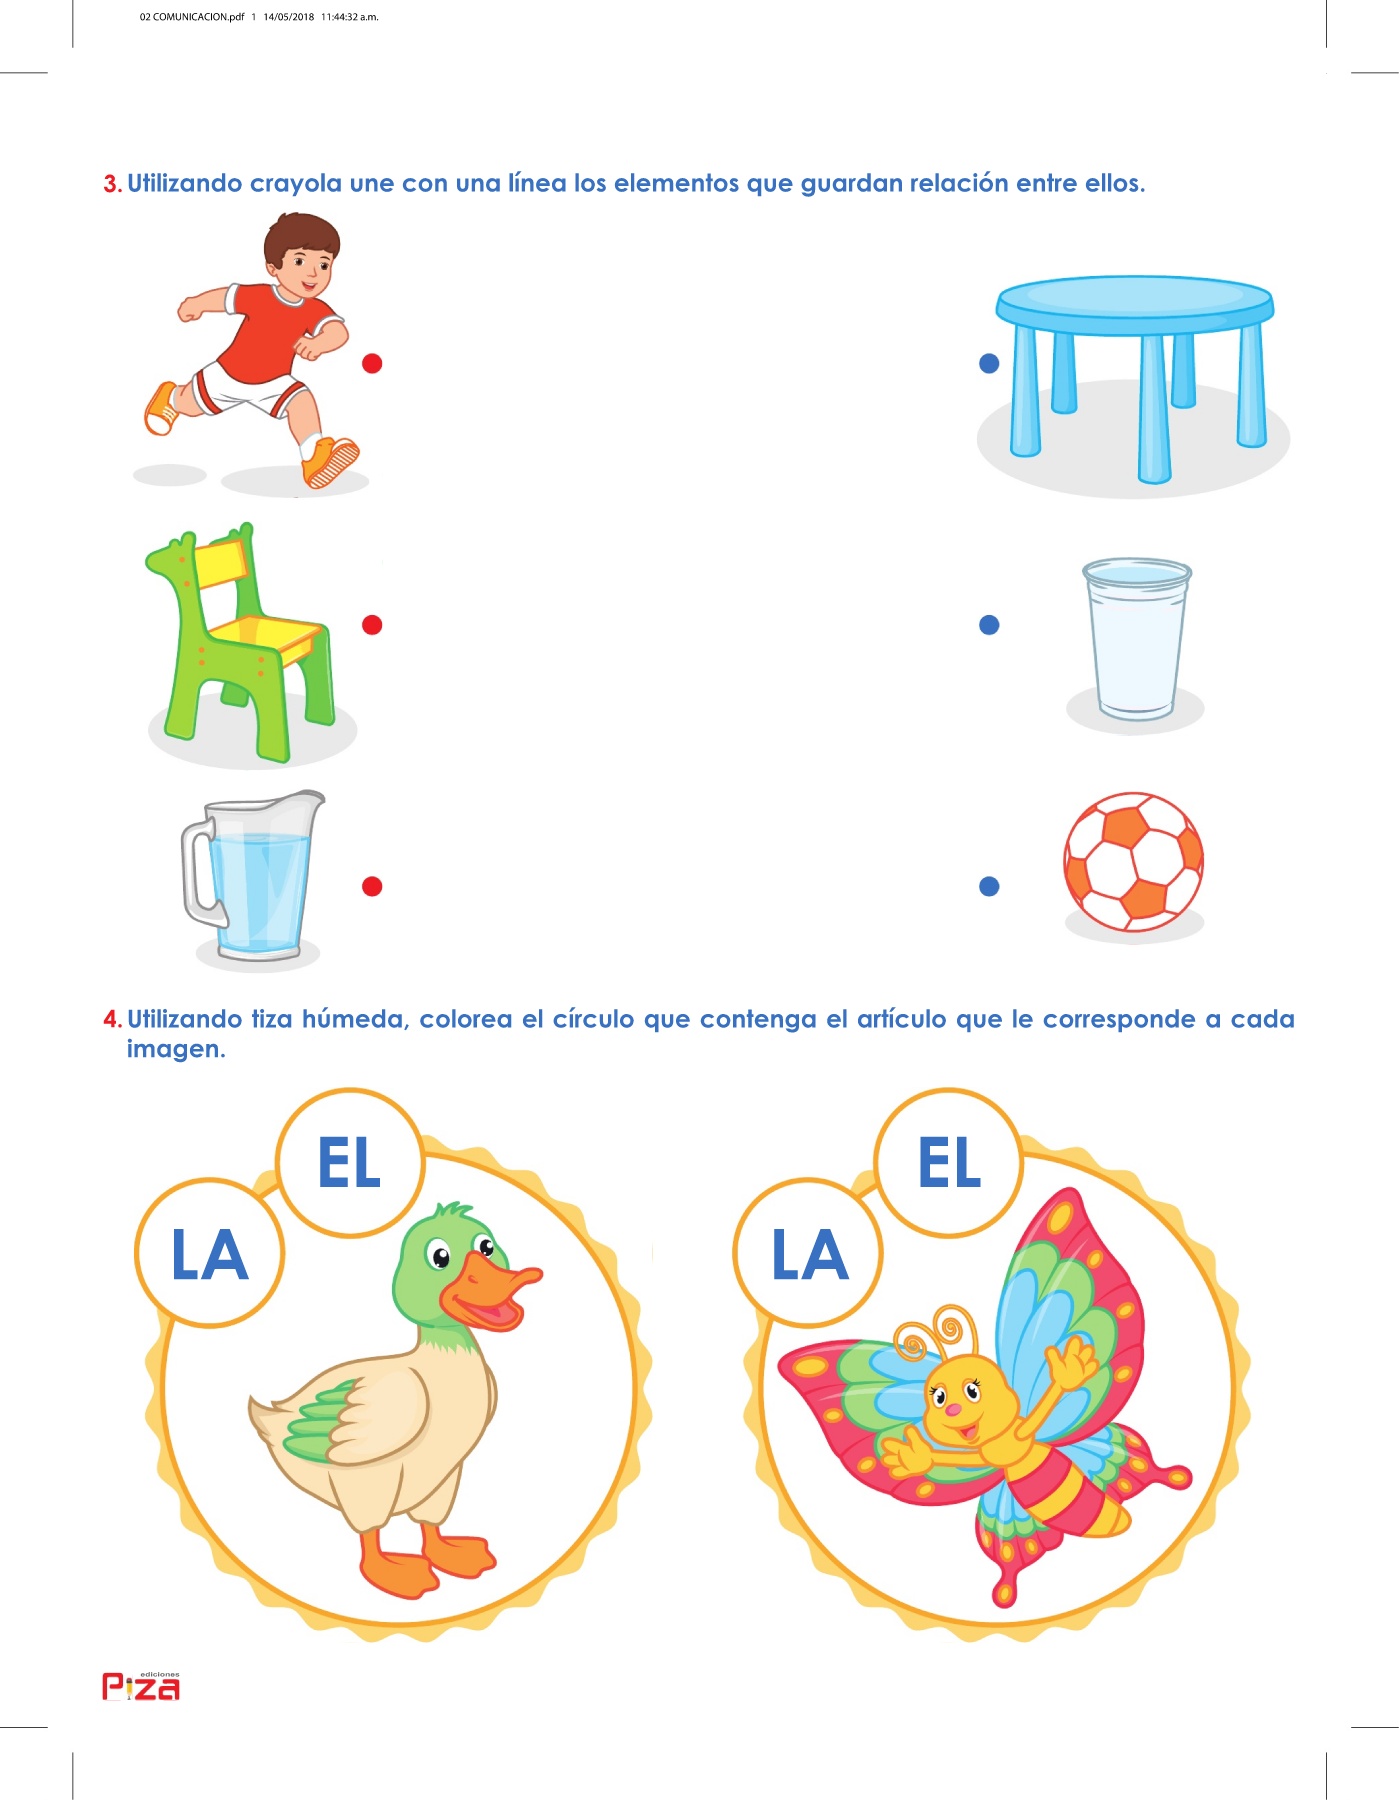 02 COMUNICACION.pdf 1 14/05/2018 11:44:32 a.m.
3. Utilizando crayola une con una línea los elementos que guardan relación entre ellos.
4. Utilizando tiza húmeda, colorea el círculo que contenga el artículo que le corresponde a cada
imagen.
EL
LA
EL
LA
ediciones
Piza